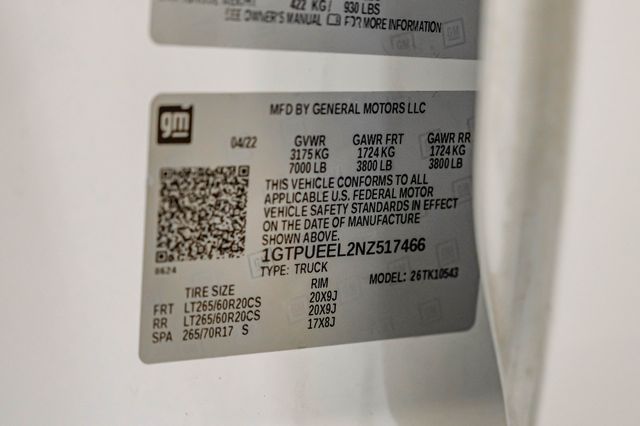 422 KG / 930 LBS
SEE OWNER'S MANUAL FOR MORE INFORMATION
gm
MFD BY GENERAL MOTORS LLC
04/22 GVWR GAWR FRT GAWR RR
3175 KG 1724 KG 1724 KG
7000 LB 3800 LB 3800 LB
THIS VEHICLE CONFORMS TO ALL
APPLICABLE U.S. FEDERAL MOTOR
VEHICLE SAFETY STANDARDS IN EFFECT
ON THE DATE OF MANUFACTURE
SHOWN ABOVE.
1GTPUEEL2NZ517466
0624
TYPE: TRUCK MODEL: 26TK10543
TIRE SIZE RIM
FRT LT265/60R20CS 20X9J
RR LT265/60R20CS 20X9J
SPA 265/70R17 S 17X8J